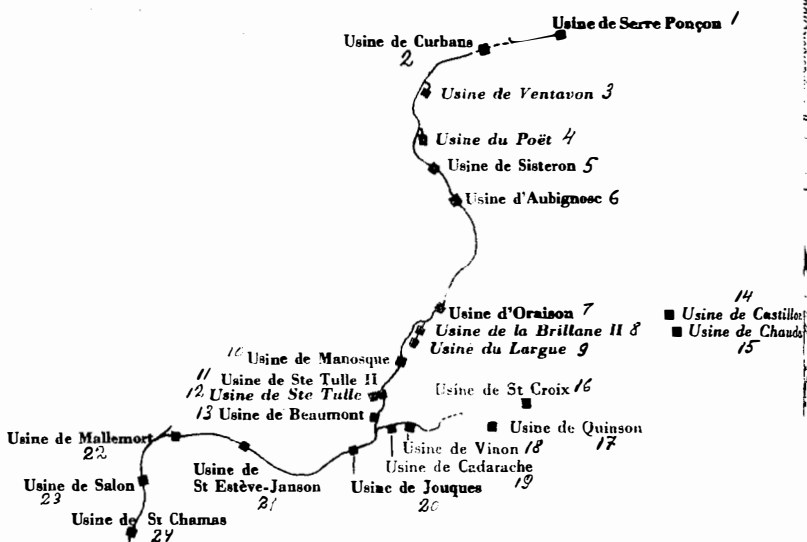 Usine de Serre Ponçon 1
Usine de Curbans
2
Usine de Ventavon 3
Usine du Poët 4
Usine de Sisteron 5
Usine d'Aubignosc 6
Usine d'Oraison 7
14
Usine de Castillon
Usine de la Brillane II 8
Usine de Chauda
15
Usine du Largue 9
10 Usine de Manosque
11 Usine de Ste Tulle II
12 Usine de Ste Tulle
Usine de St Croix 16
13 Usine de Beaumont
Usine de Quinson
17
Usine de Mallemort
22
Usine de Vinon 18
Usine de Cadarache
19
Usine de
St Estève-Janson
21
Usine de Jouques
20
Usine de Salon
23
Usine de St Chamas
24